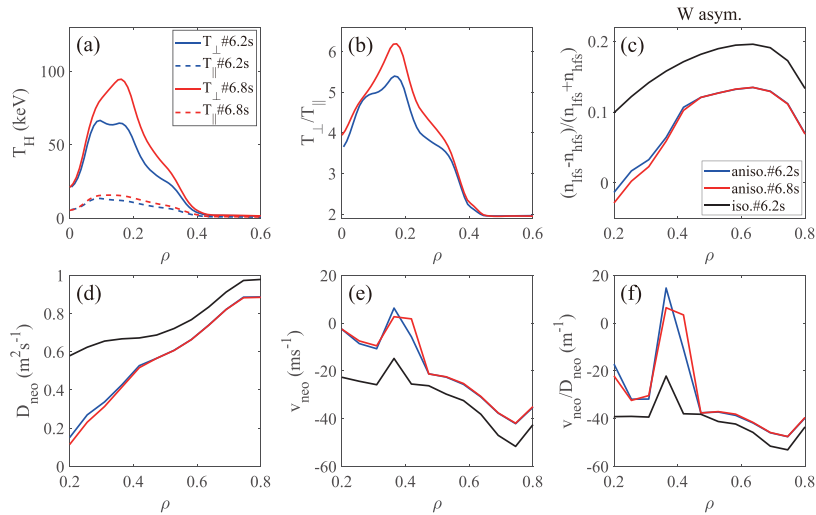 W asym.
(a)
T⊥#6.2s
T∥#6.2s
T⊥#6.8s
T∥#6.8s
T_H (keV)
100
50
0
0 0.2 0.4 0.6
ρ
(b)
T⊥/T∥
6
5
4
3
2
0 0.2 0.4 0.6
ρ
(c)
(n_lfs-n_hfs)/(n_lfs+n_hfs)
0.2
0.1
0
aniso.#6.2s
aniso.#6.8s
iso.#6.2s
0.2 0.4 0.6 0.8
ρ
(d)
D_neo (m²s⁻¹)
1
0.8
0.6
0.4
0.2
0
0.2 0.4 0.6 0.8
ρ
(e)
v_neo (ms⁻¹)
20
0
-20
-40
-60
0.2 0.4 0.6 0.8
ρ
(f)
v_neo/D_neo (m⁻¹)
20
0
-20
-40
-60
0.2 0.4 0.6 0.8
ρ